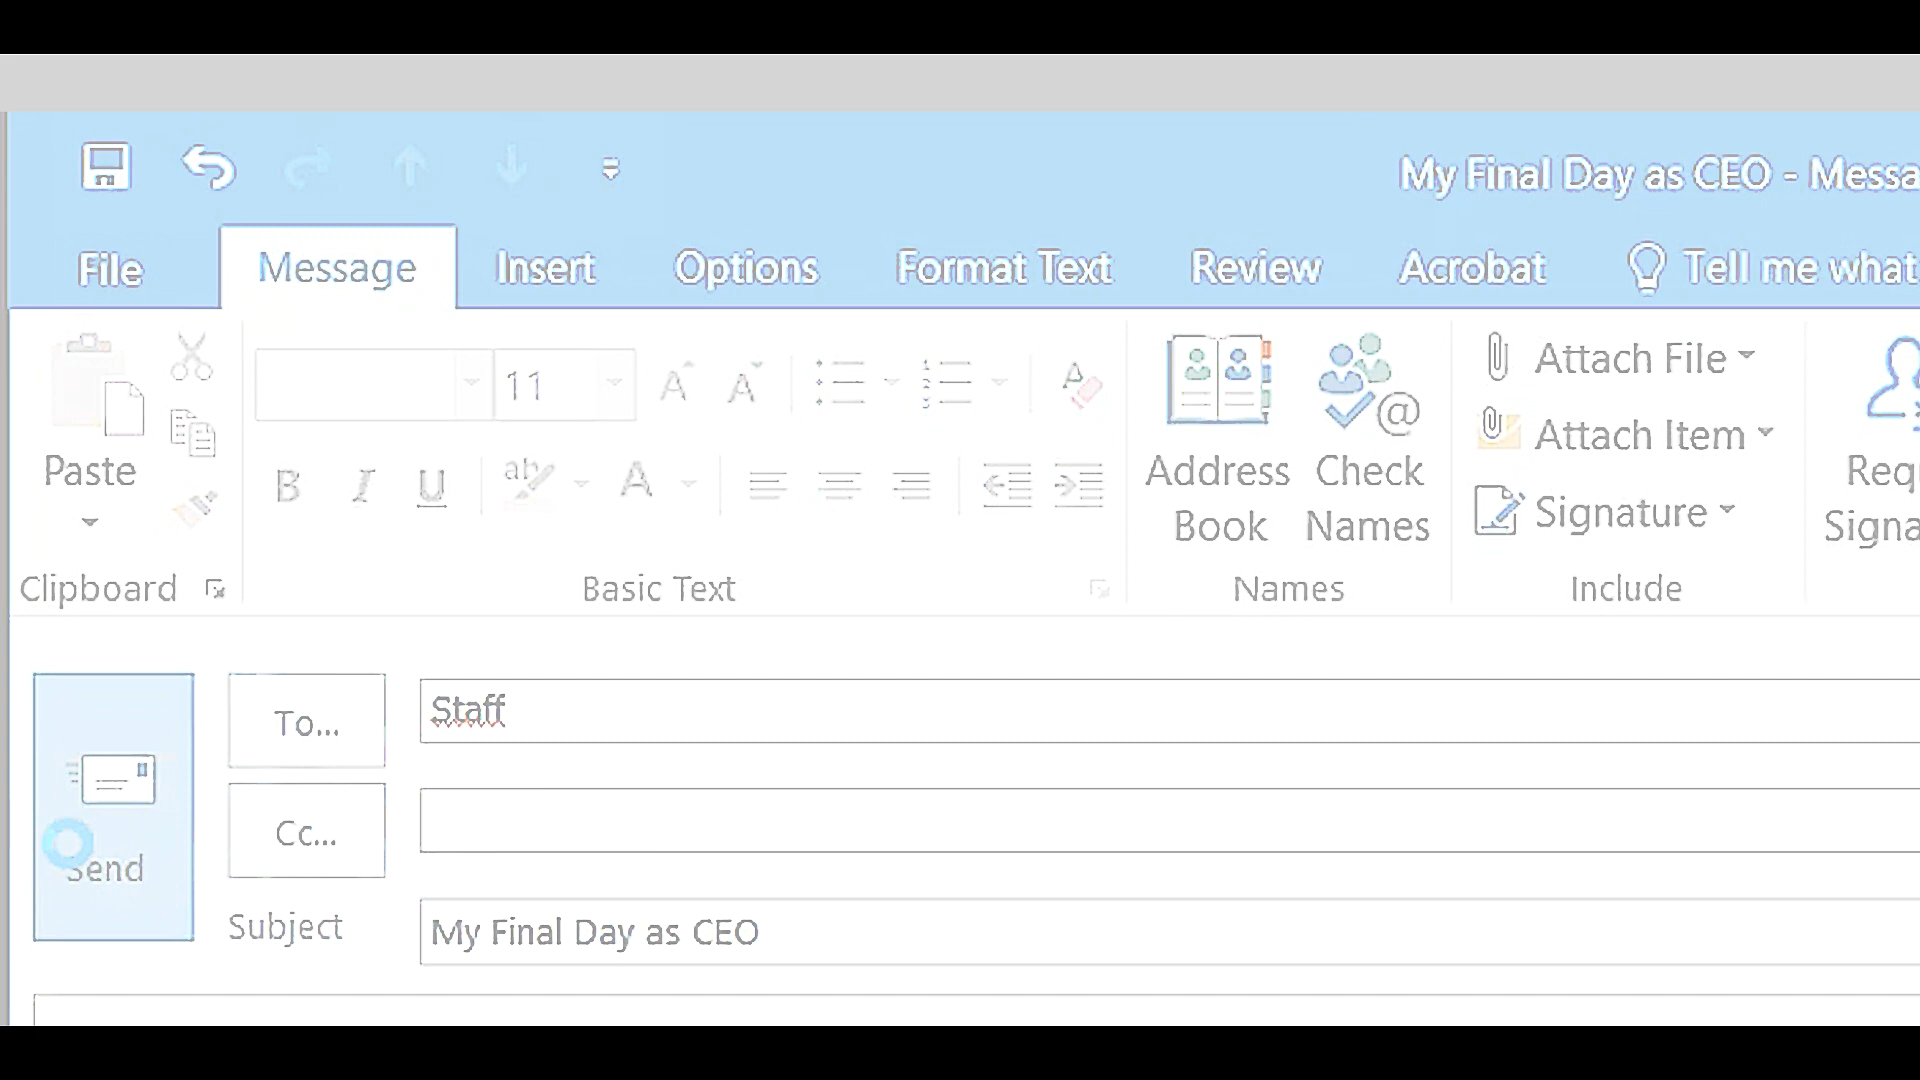 My Final Day as CEO - Messa
File Message Insert Options Format Text Review Acrobat Tell me what
Paste
11
B I U ab A
Address Book
Check Names
Attach File
Attach Item
Signature
Requ
Signa
Clipboard Basic Text Names Include
Send
To... Staff
Cc...
Subject My Final Day as CEO